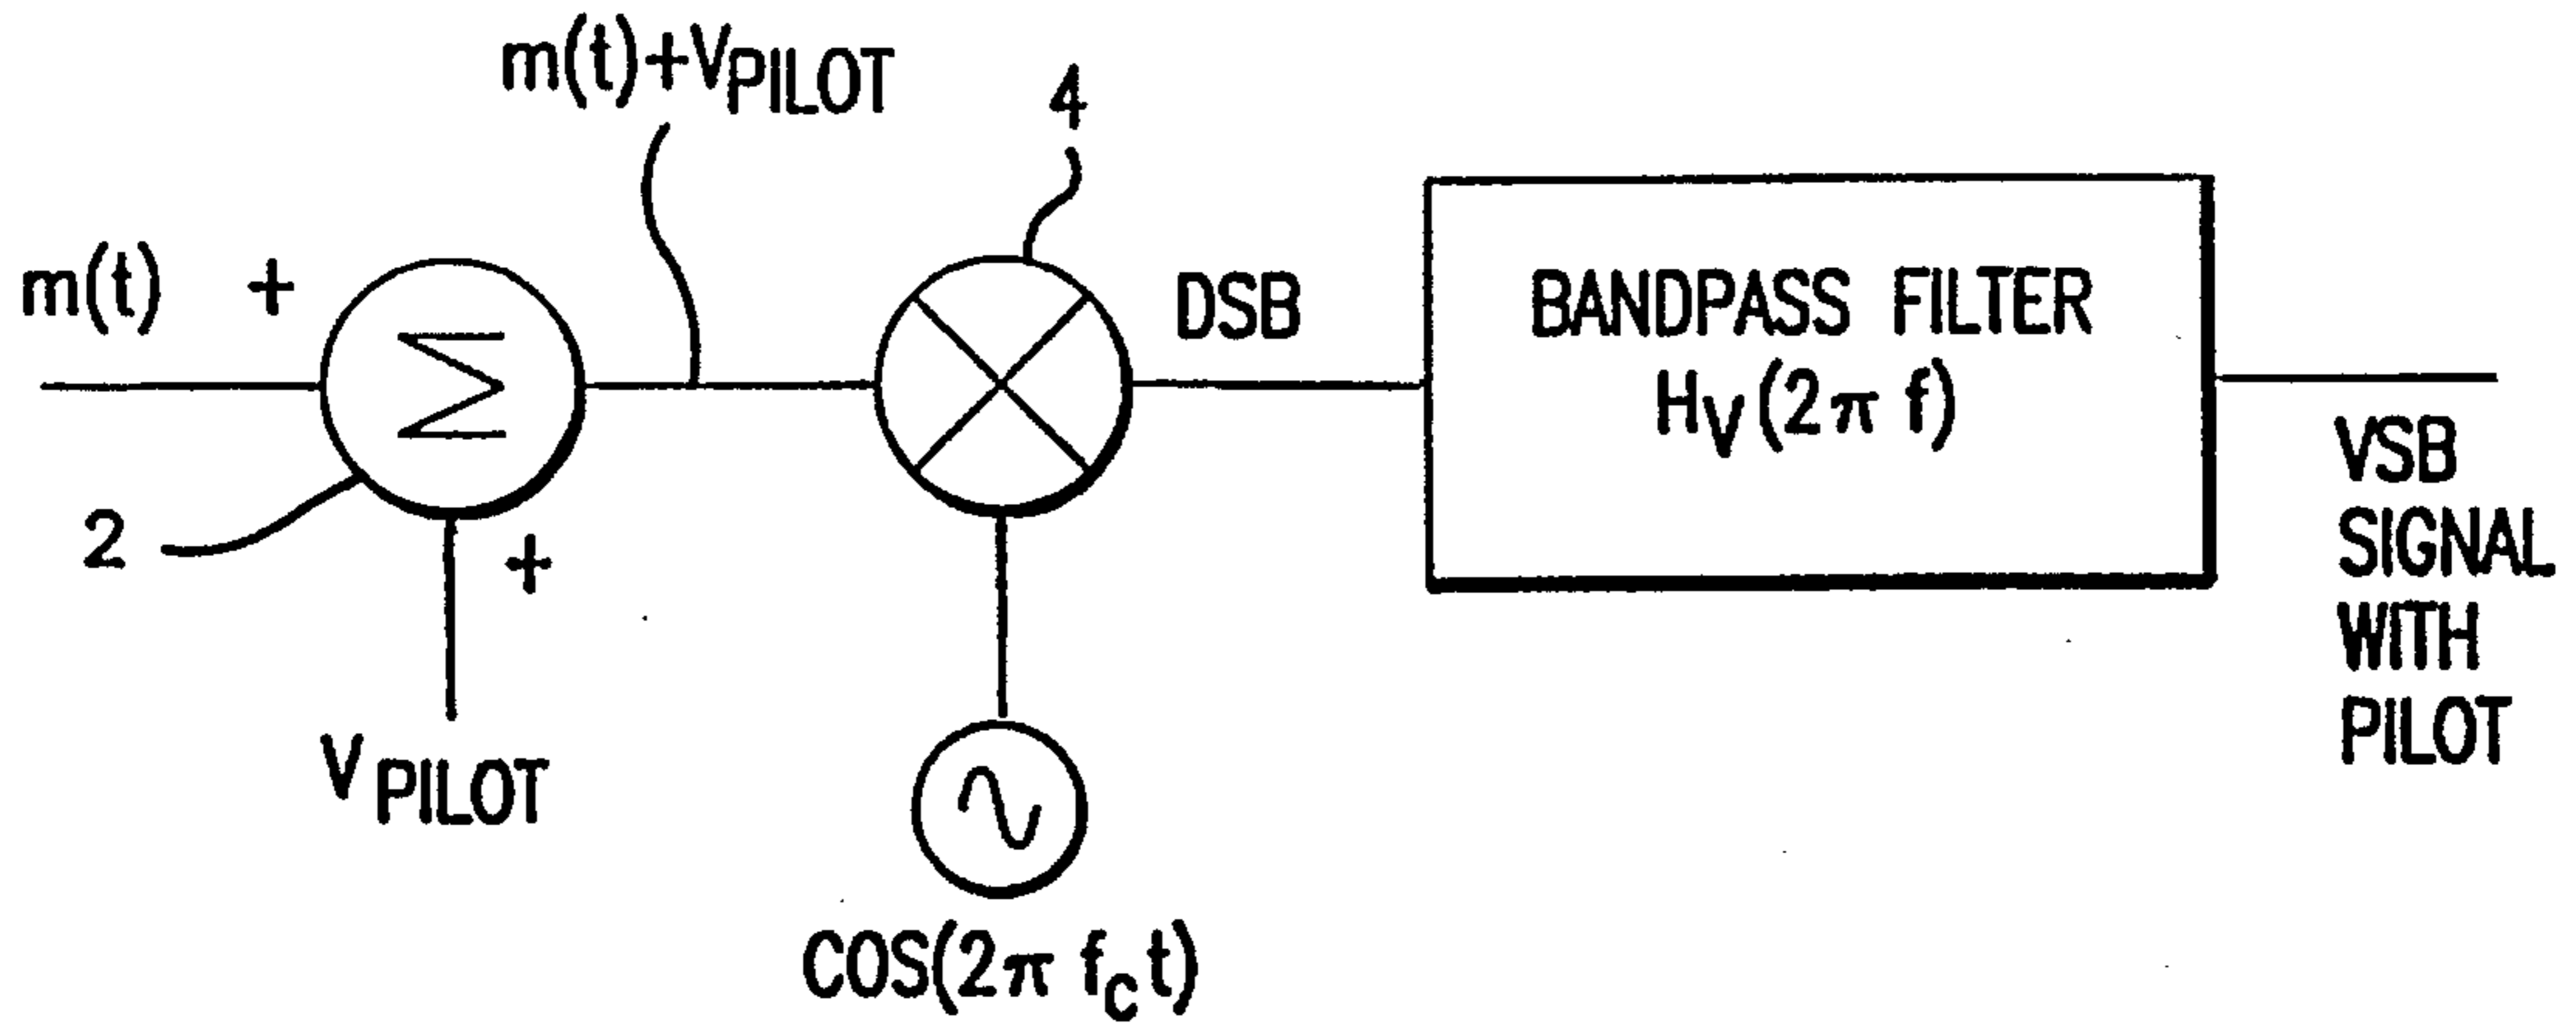 m(t)+VPILOT
4
m(t) +
DSB
BANDPASS FILTER
HV(2π f)
2
+
VPILOT
VSB
SIGNAL
WITH
PILOT
COS(2π fct)